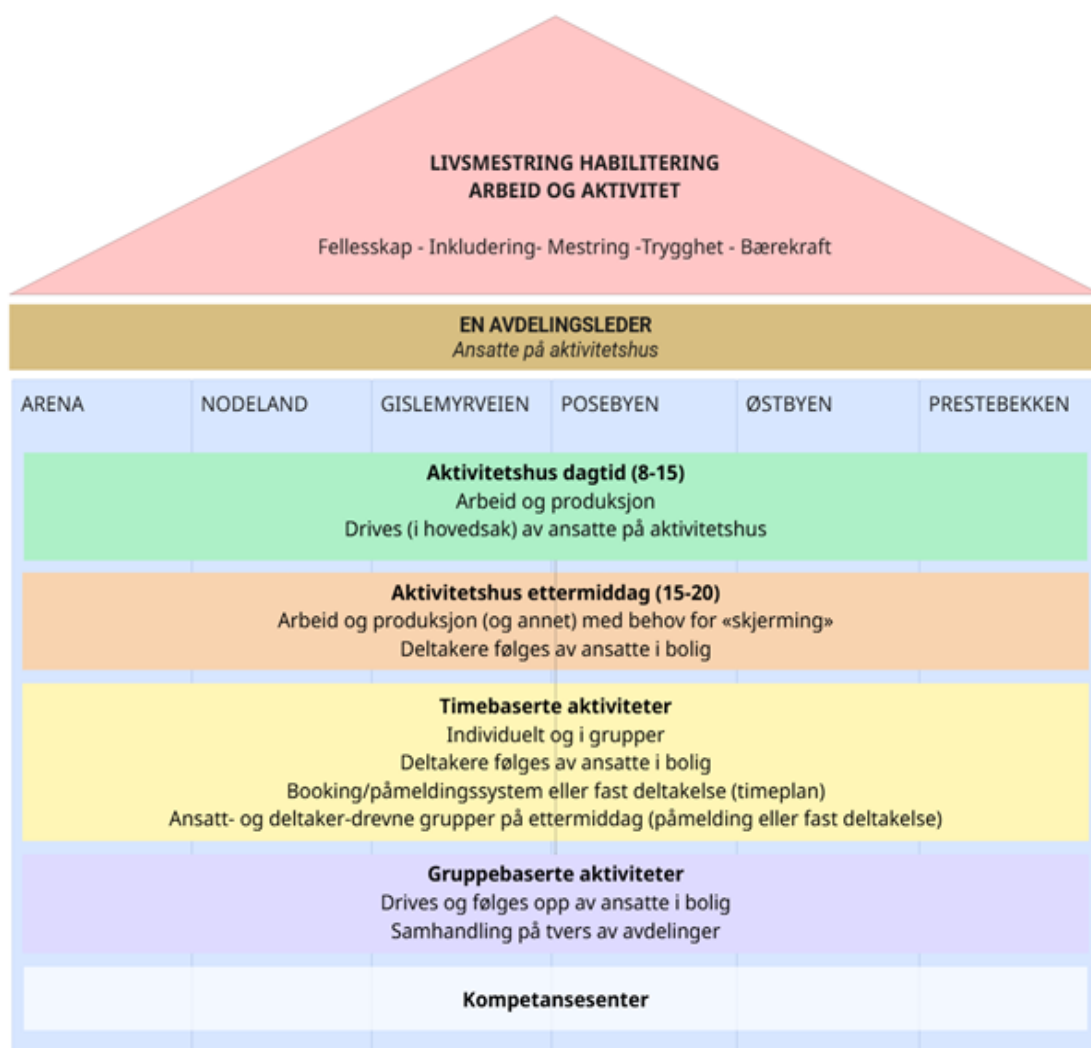 LIVSMESTRING HABILITERING
ARBEID OG AKTIVITET
Fellesskap - Inkludering- Mestring -Trygghet - Bærekraft
EN AVDELINGSLEDER
Ansatte på aktivitetshus
ARENA NODELAND GISLEMYRVEIEN POSEBYEN ØSTBYEN PRESTEBEKKEN
Aktivitetshus dagtid (8-15)
Arbeid og produksjon
Drives (i hovedsak) av ansatte på aktivitetshus
Aktivitetshus ettermiddag (15-20)
Arbeid og produksjon (og annet) med behov for «skjerming»
Deltakere følges av ansatte i bolig
Timebaserte aktiviteter
Individuelt og i grupper
Deltakere følges av ansatte i bolig
Booking/påmeldingssystem eller fast deltakelse (timeplan)
Ansatt- og deltaker-drevne grupper på ettermiddag (påmelding eller fast deltakelse)
Gruppebaserte aktiviteter
Drives og følges opp av ansatte i bolig
Samhandling på tvers av avdelinger
Kompetansesenter